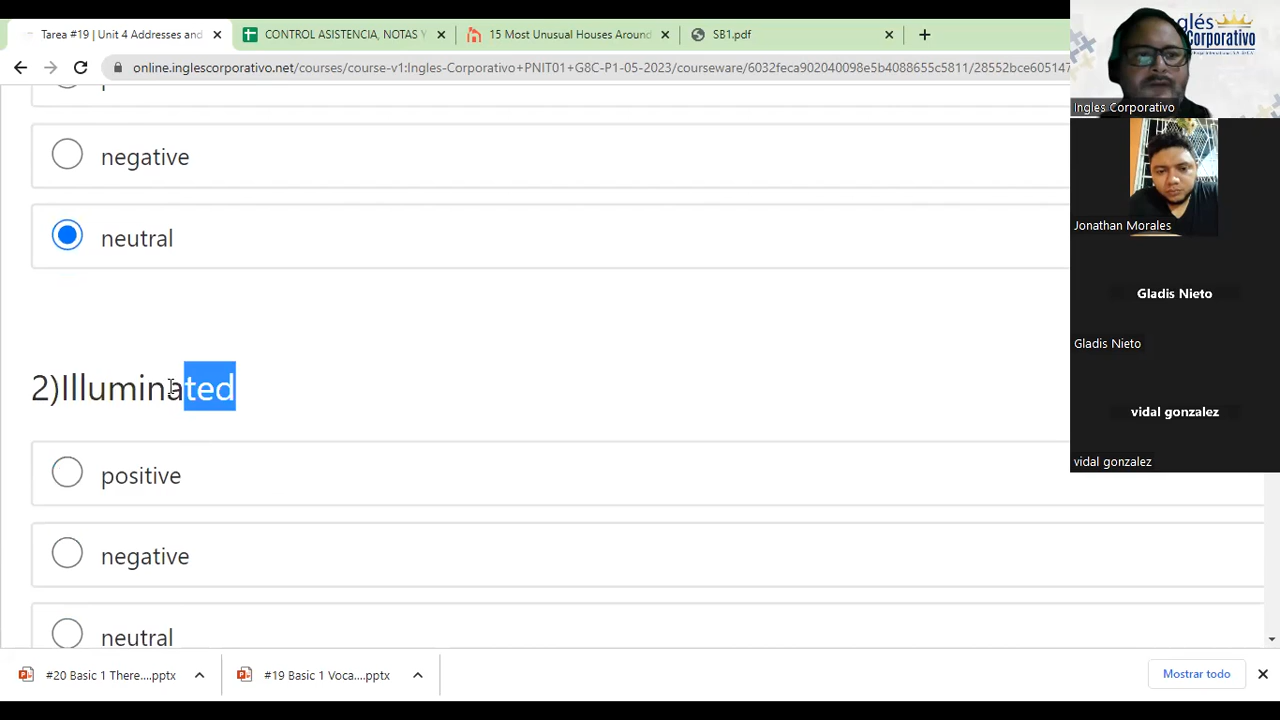 Tarea #19 | Unit 4 Addresses and
CONTROL ASISTENCIA, NOTAS Y
15 Most Unusual Houses Around
SB1.pdf
online.inglescorporativo.net/courses/course-v1:Ingles-Corporativo+PNIT01+G8C-P1-05-2023/courseware/6032feca902040098e5b4088655c5811/28552bce605147
negative
neutral
2)Illuminated
positive
negative
neutral
#20 Basic 1 There....pptx
#19 Basic 1 Voca....pptx
Mostrar todo
glés
Corporativo
Ingles Corporativo
Jonathan Morales
Gladis Nieto
Gladis Nieto
vidal gonzalez
vidal gonzalez